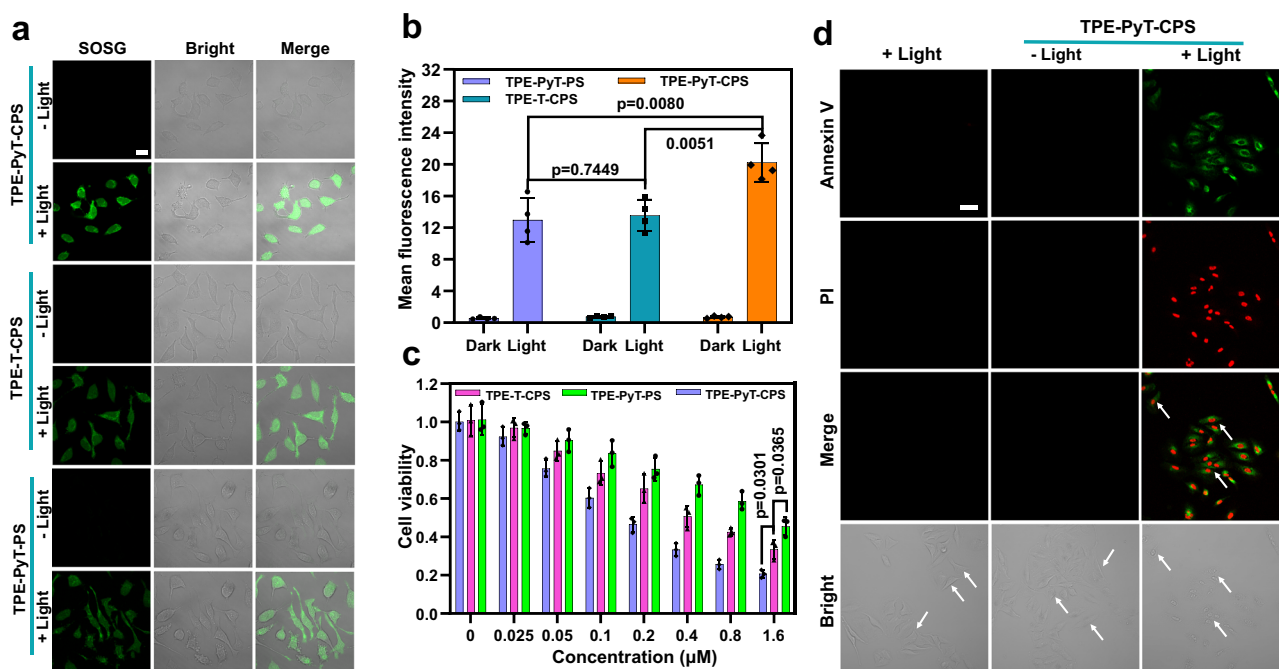 a
SOSG Bright Merge
TPE-PyT-CPS
- Light
+ Light
TPE-T-CPS
- Light
+ Light
TPE-PyT-PS
- Light
+ Light
b
Mean fluorescence intensity
32
28
24
20
16
12
8
4
0
TPE-PyT-PS TPE-PyT-CPS
TPE-T-CPS
p=0.0080
0.0051
p=0.7449
Dark Light Dark Light Dark Light
c
Cell viability
1.2
1.0
0.8
0.6
0.4
0.2
0.0
TPE-T-CPS TPE-PyT-PS TPE-PyT-CPS
p=0.0301
p=0.0365
0 0.025 0.05 0.1 0.2 0.4 0.8 1.6
Concentration (μM)
d
TPE-PyT-CPS
+ Light - Light + Light
Annexin V
PI
Merge
Bright